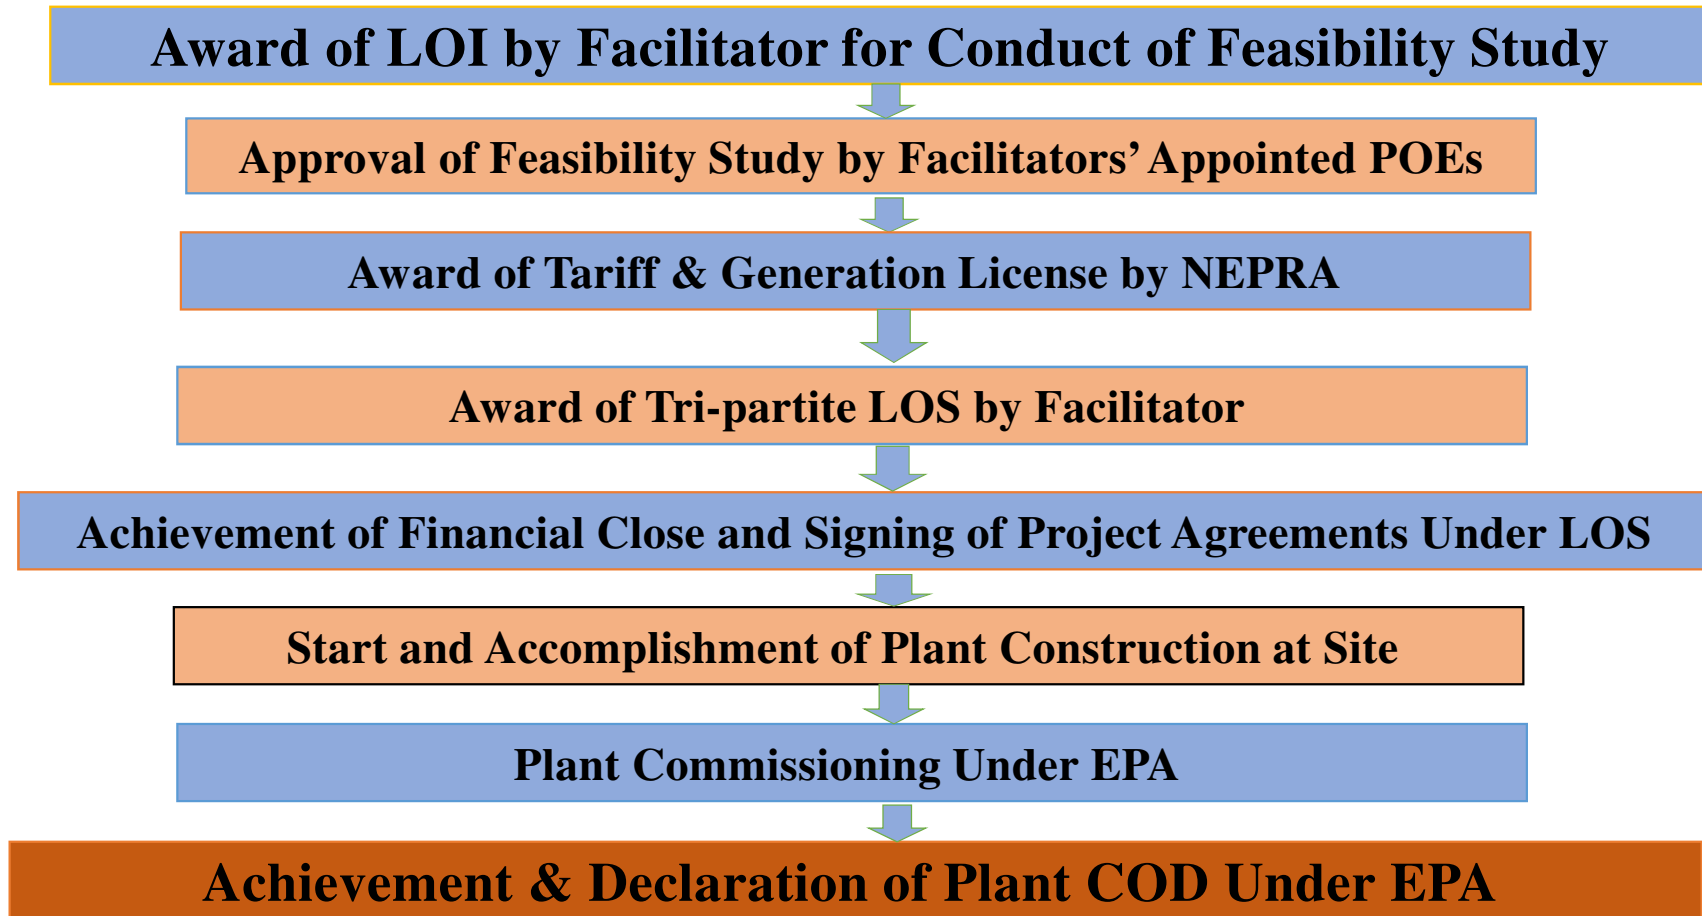 Award of LOI by Facilitator for Conduct of Feasibility Study
Approval of Feasibility Study by Facilitators’ Appointed POEs
Award of Tariff & Generation License by NEPRA
Award of Tri-partite LOS by Facilitator
Achievement of Financial Close and Signing of Project Agreements Under LOS
Start and Accomplishment of Plant Construction at Site
Plant Commissioning Under EPA
Achievement & Declaration of Plant COD Under EPA